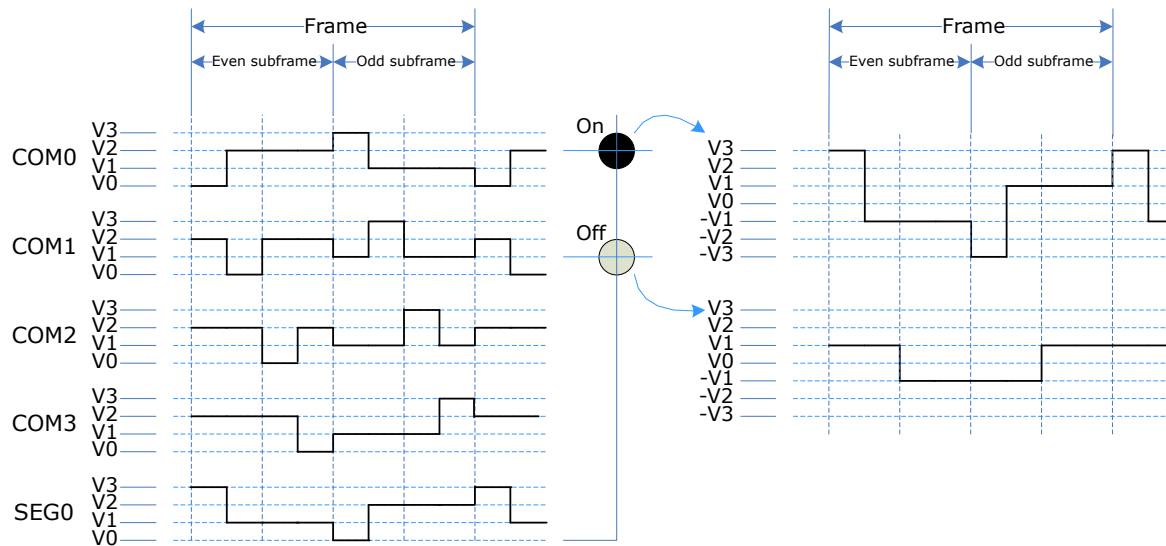 Frame
Even subframe
Odd subframe
COM0
V3
V2
V1
V0
COM1
V3
V2
V1
V0
COM2
V3
V2
V1
V0
COM3
V3
V2
V1
V0
SEG0
V3
V2
V1
V0
On
Off
Frame
Even subframe
Odd subframe
V3
V2
V1
V0
-V1
-V2
-V3
V3
V2
V1
V0
-V1
-V2
-V3